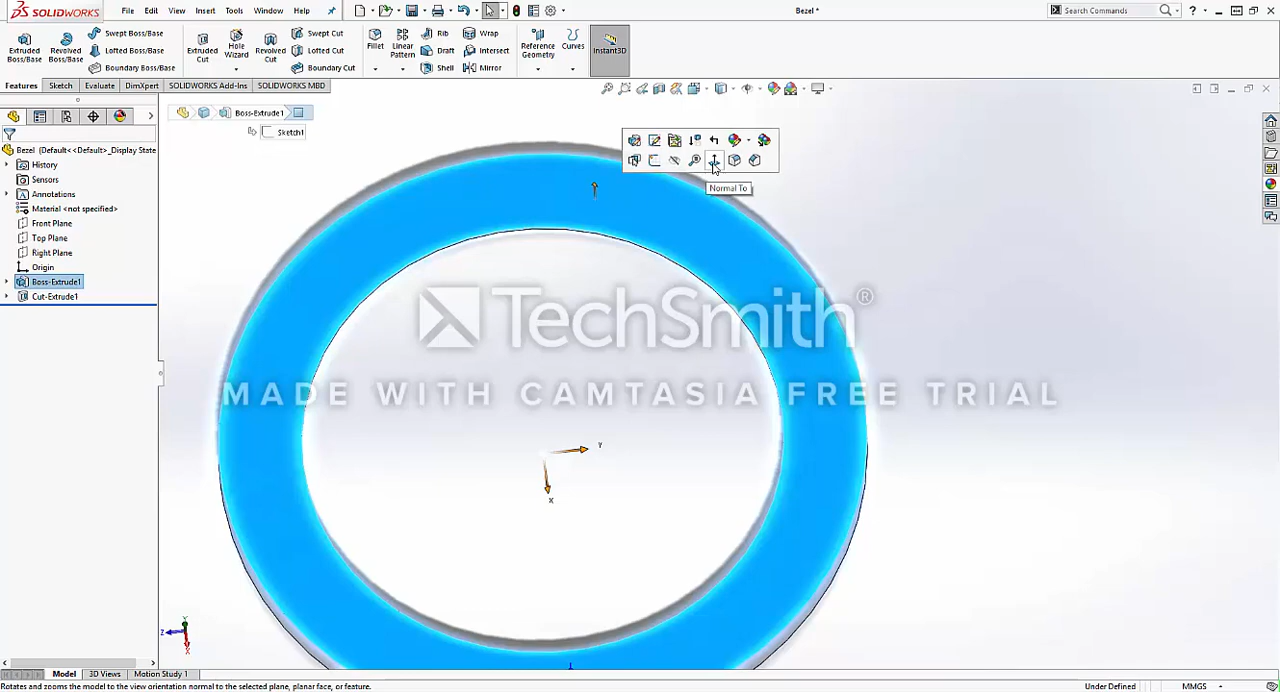 SOLIDWORKS
File
Edit
View
Insert
Tools
Window
Help
Bezel *
Search Commands
Extruded Boss/Base
Revolved Boss/Base
Swept Boss/Base
Lofted Boss/Base
Boundary Boss/Base
Extruded Cut
Hole Wizard
Revolved Cut
Swept Cut
Lofted Cut
Boundary Cut
Fillet
Linear Pattern
Rib
Draft
Shell
Wrap
Intersect
Mirror
Reference Geometry
Curves
Instant3D
Features
Sketch
Evaluate
DimXpert
SOLIDWORKS Add-Ins
SOLIDWORKS MBD
Boss-Extrude1
Sketch1
Bezel (Default<<Default>_Display State
History
Sensors
Annotations
Material <not specified>
Front Plane
Top Plane
Right Plane
Origin
Boss-Extrude1
Cut-Extrude1
Normal To
TechSmith®
MADE WITH CAMTASIA FREE TRIAL
Y
X
Z
Y
X
Model
3D Views
Motion Study 1
Rotates and zooms the model to the view orientation normal to the selected plane, planar face, or feature.
Under Defined
MMGS